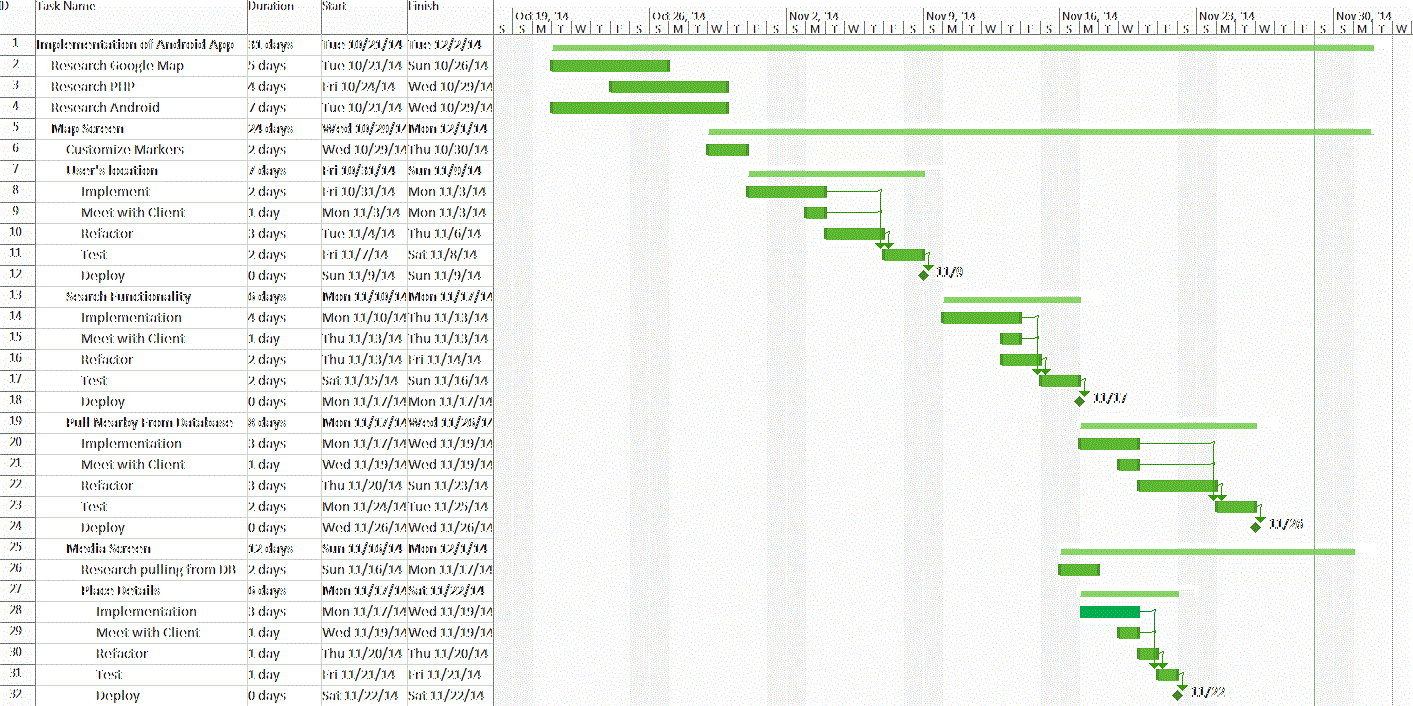 D Task Name Duration Start Finish Oct 19, '14 Oct 26, '14 Nov 2, '14 Nov 9, '14 Nov 16, '14 Nov 23, '14 Nov 30, '14
S S M T W T F S S M T W T F S S M T W T F S S M T W T F S S M T W T F S S M T W T F S S M T W
1 Implementation of Android App 31 days Tue 10/21/14 Tue 12/2/14
2 Research Google Map 5 days Tue 10/21/14 Sun 10/26/14
3 Research PHP 4 days Fri 10/24/14 Wed 10/29/14
4 Research Android 7 days Tue 10/21/14 Wed 10/29/14
5 Map Screen 24 days Wed 10/29/14 Mon 12/1/14
6 Customize Markers 2 days Wed 10/29/14 Thu 10/30/14
7 User's location 7 days Fri 10/31/14 Sun 11/9/14
8 Implement 2 days Fri 10/31/14 Mon 11/3/14
9 Meet with Client 1 day Mon 11/3/14 Mon 11/3/14
10 Refactor 3 days Tue 11/4/14 Thu 11/6/14
11 Test 2 days Fri 11/7/14 Sat 11/8/14
12 Deploy 0 days Sun 11/9/14 Sun 11/9/14 11/9
13 Search Functionality 6 days Mon 11/10/14 Mon 11/17/14
14 Implementation 4 days Mon 11/10/14 Thu 11/13/14
15 Meet with Client 1 day Thu 11/13/14 Thu 11/13/14
16 Refactor 2 days Thu 11/13/14 Fri 11/14/14
17 Test 2 days Sat 11/15/14 Sun 11/16/14
18 Deploy 0 days Mon 11/17/14 Mon 11/17/14 11/17
19 Pull Nearby From Database 8 days Mon 11/17/14 Wed 11/26/14
20 Implementation 3 days Mon 11/17/14 Wed 11/19/14
21 Meet with Client 1 day Wed 11/19/14 Wed 11/19/14
22 Refactor 3 days Thu 11/20/14 Sun 11/23/14
23 Test 2 days Mon 11/24/14 Tue 11/25/14
24 Deploy 0 days Wed 11/26/14 Wed 11/26/14 11/26
25 Media Screen 12 days Sun 11/16/14 Mon 12/1/14
26 Research pulling from DB 2 days Sun 11/16/14 Mon 11/17/14
27 Place Details 6 days Mon 11/17/14 Sat 11/22/14
28 Implementation 3 days Mon 11/17/14 Wed 11/19/14
29 Meet with Client 1 day Wed 11/19/14 Wed 11/19/14
30 Refactor 1 day Thu 11/20/14 Thu 11/20/14
31 Test 1 day Fri 11/21/14 Fri 11/21/14
32 Deploy 0 days Sat 11/22/14 Sat 11/22/14 11/22